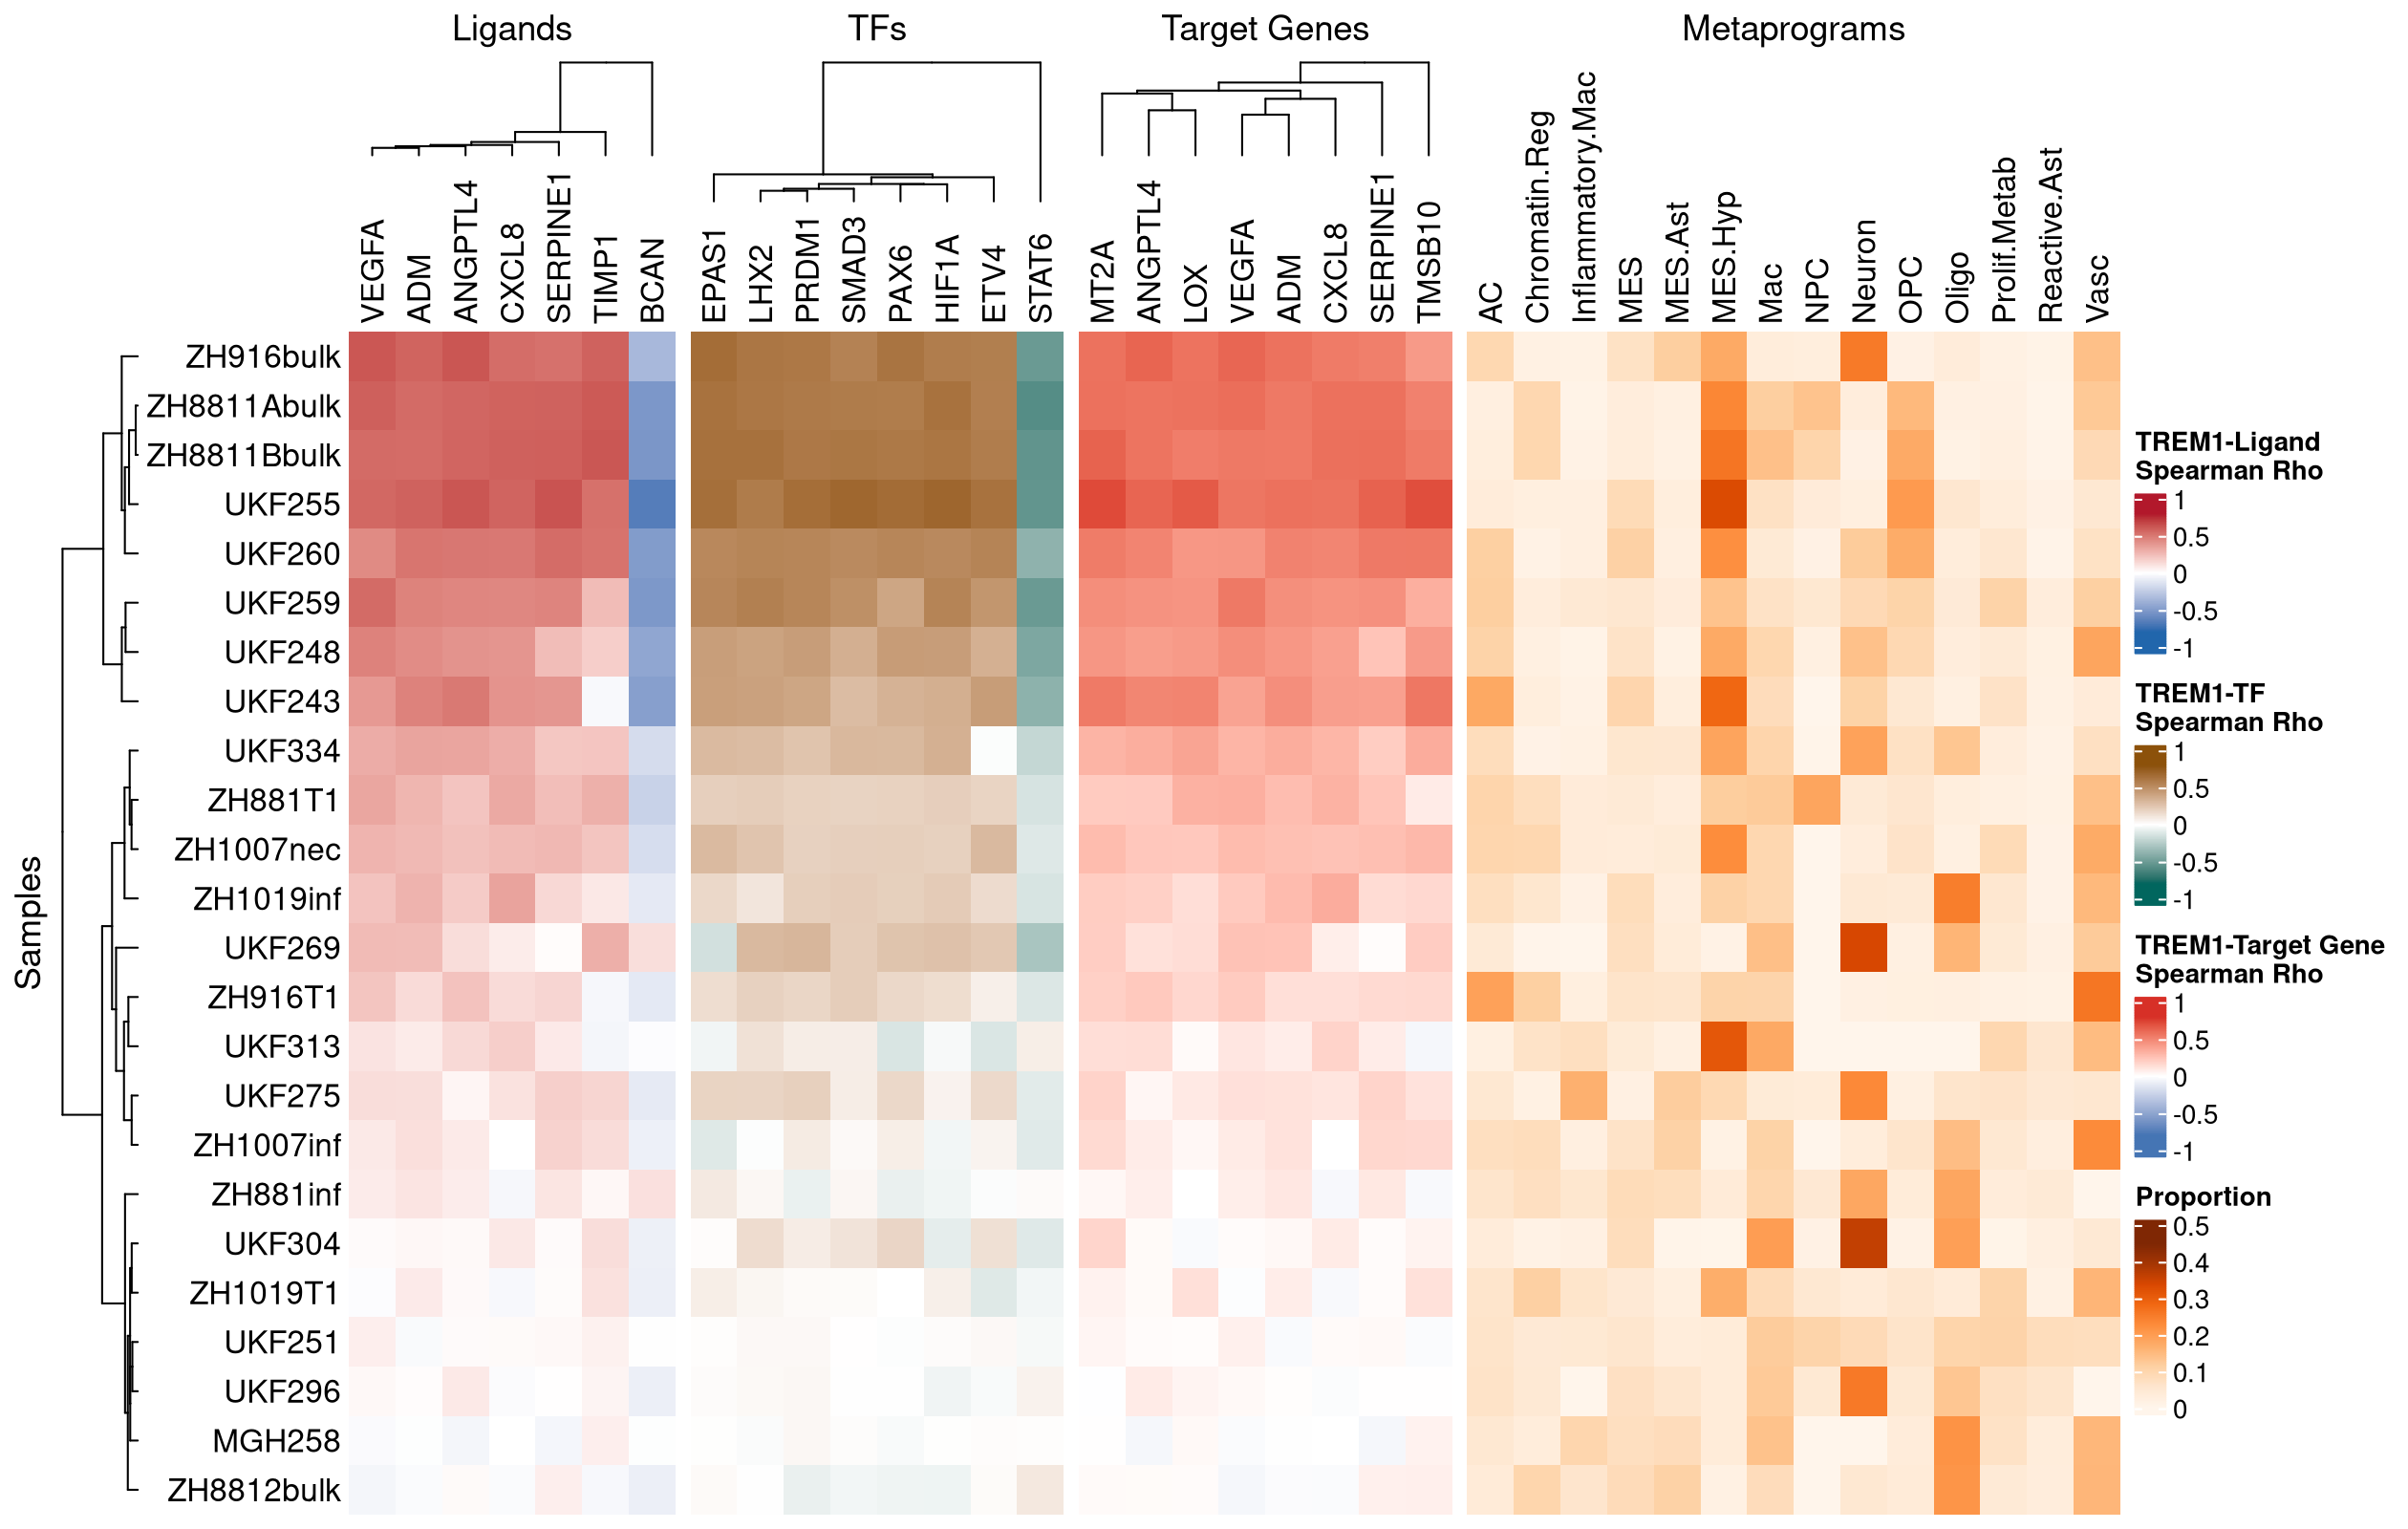 Ligands
TFs
Target Genes
Metaprograms
VEGFA
ADM
ANGPTL4
CXCL8
SERPINE1
TIMP1
BCAN
EPAS1
LHX2
PRDM1
SMAD3
PAX6
HIF1A
ETV4
STAT6
MT2A
ANGPTL4
LOX
VEGFA
ADM
CXCL8
SERPINE1
TMSB10
AC
Chromatin.Reg
Inflammatory.Mac
MES
MES.Ast
MES.Hyp
Mac
NPC
Neuron
OPC
Oligo
Prolif.Metab
Reactive.Ast
Vasc
Samples
ZH916bulk
ZH8811Abulk
ZH8811Bbulk
UKF255
UKF260
UKF259
UKF248
UKF243
UKF334
ZH881T1
ZH1007nec
ZH1019inf
UKF269
ZH916T1
UKF313
UKF275
ZH1007inf
ZH881inf
UKF304
ZH1019T1
UKF251
UKF296
MGH258
ZH8812bulk
TREM1-Ligand
Spearman Rho
1
0.5
0
-0.5
-1
TREM1-TF
Spearman Rho
1
0.5
0
-0.5
-1
TREM1-Target Gene
Spearman Rho
1
0.5
0
-0.5
-1
Proportion
0.5
0.4
0.3
0.2
0.1
0